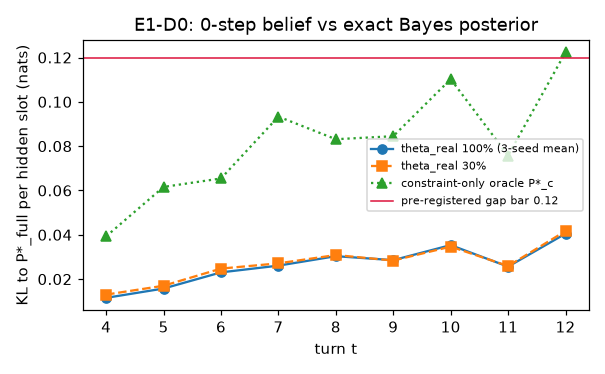 E1-D0: 0-step belief vs exact Bayes posterior
KL to P*_full per hidden slot (nats)
0.12
0.10
0.08
0.06
0.04
0.02
theta_real 100% (3-seed mean)
theta_real 30%
constraint-only oracle P*_c
pre-registered gap bar 0.12
4 5 6 7 8 9 10 11 12
turn t